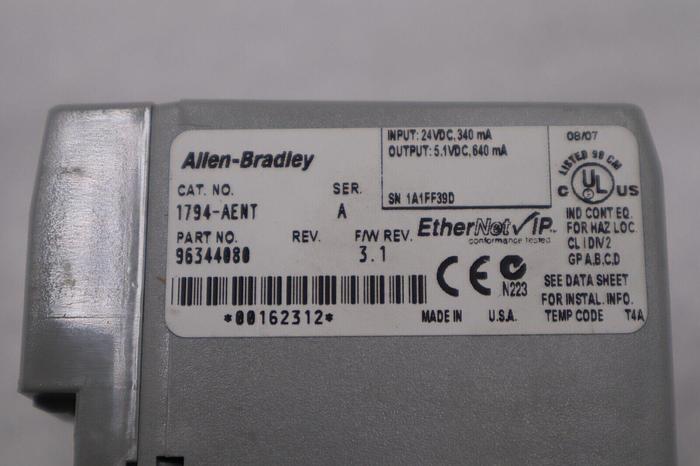 Allen-Bradley
CAT. NO. SER.
1794-AENT A
PART NO. REV. F/W REV.
96344080 3.1
*00162312*
INPUT: 24VDC, 340 mA
OUTPUT: 5.1VDC, 640 mA
SN 1A1FF39D
EtherNet/IP
conformance tested
CE N223
MADE IN U.S.A.
08/07
LISTED 98 CM
C UL US
IND CONT EQ.
FOR HAZ LOC.
CL I DIV 2
GP A,B,C,D
SEE DATA SHEET
FOR INSTAL. INFO.
TEMP CODE T4A